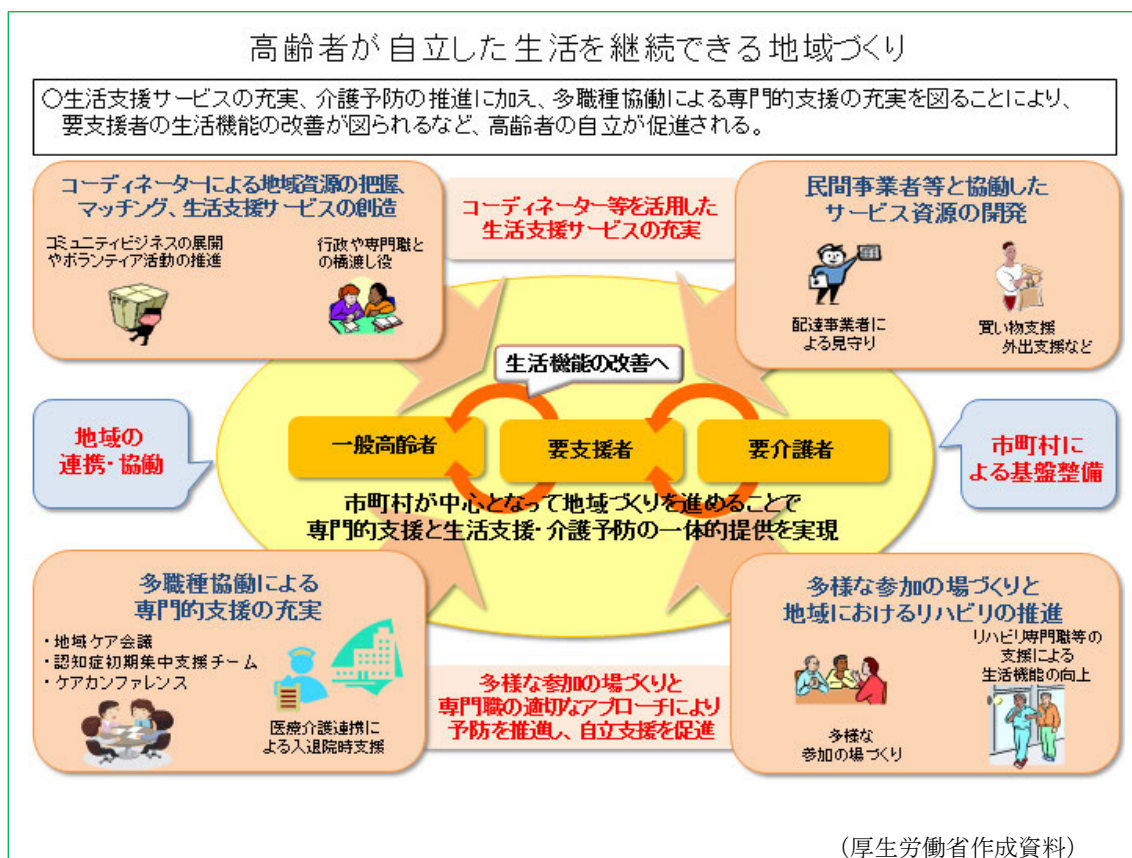 高齢者が自立した生活を継続できる地域づくり
○生活支援サービスの充実、介護予防の推進に加え、多職種協働による専門的支援の充実を図ることにより、
要支援者の生活機能の改善が図られるなど、高齢者の自立が促進される。
コーディネーターによる地域資源の把握、
マッチング、生活支援サービスの創造
コミュニティビジネスの展開
やボランティア活動の推進
行政や専門職と
の橋渡し役
コーディネーター等を活用した
生活支援サービスの充実
民間事業者等と協働した
サービス資源の開発
配達事業者に
よる見守り
買い物支援
外出支援など
生活機能の改善へ
地域の
連携・協働
一般高齢者
要支援者
要介護者
市町村に
よる基盤整備
市町村が中心となって地域づくりを進めることで
専門的支援と生活支援・介護予防の一体的提供を実現
多職種協働による
専門的支援の充実
・地域ケア会議
・認知症初期集中支援チーム
・ケアカンファレンス
医療介護連携に
よる入退院時支援
多様な参加の場づくりと
専門職の適切なアプローチにより
予防を推進し、自立支援を促進
多様な参加の場づくりと
地域におけるリハビリの推進
リハビリ専門職等の
支援による
生活機能の向上
多様な
参加の場づくり
（厚生労働省作成資料）